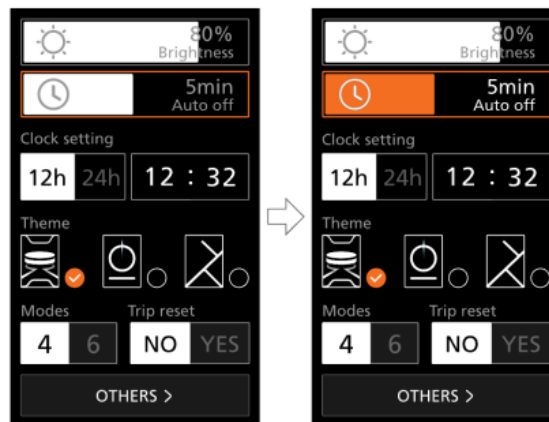 80%
Brightness
5min
Auto off
Clock setting
12h 24h 12 : 32
Theme
Modes Trip reset
4 6 NO YES
OTHERS >
80%
Brightness
5min
Auto off
Clock setting
12h 24h 12 : 32
Theme
Modes Trip reset
4 6 NO YES
OTHERS >